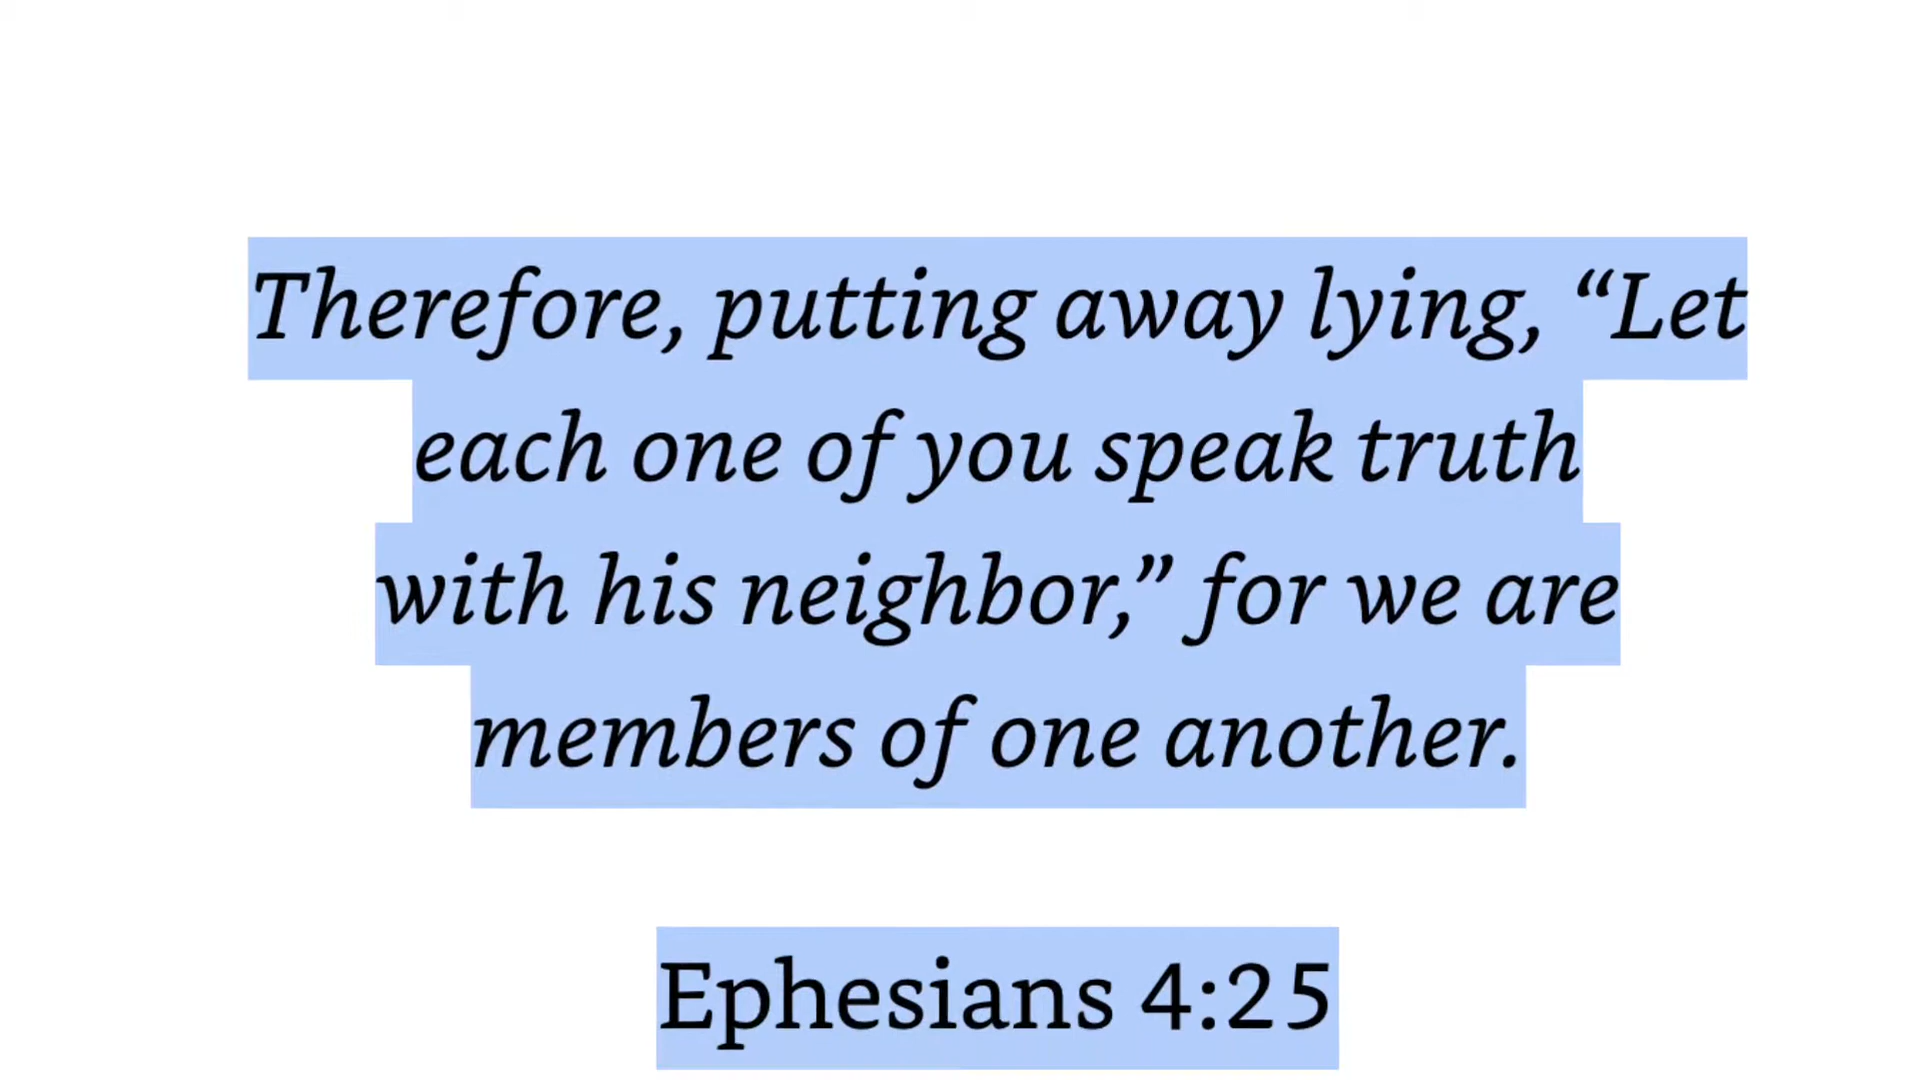 Therefore, putting away lying, “Let
each one of you speak truth
with his neighbor,” for we are
members of one another.
Ephesians 4:25